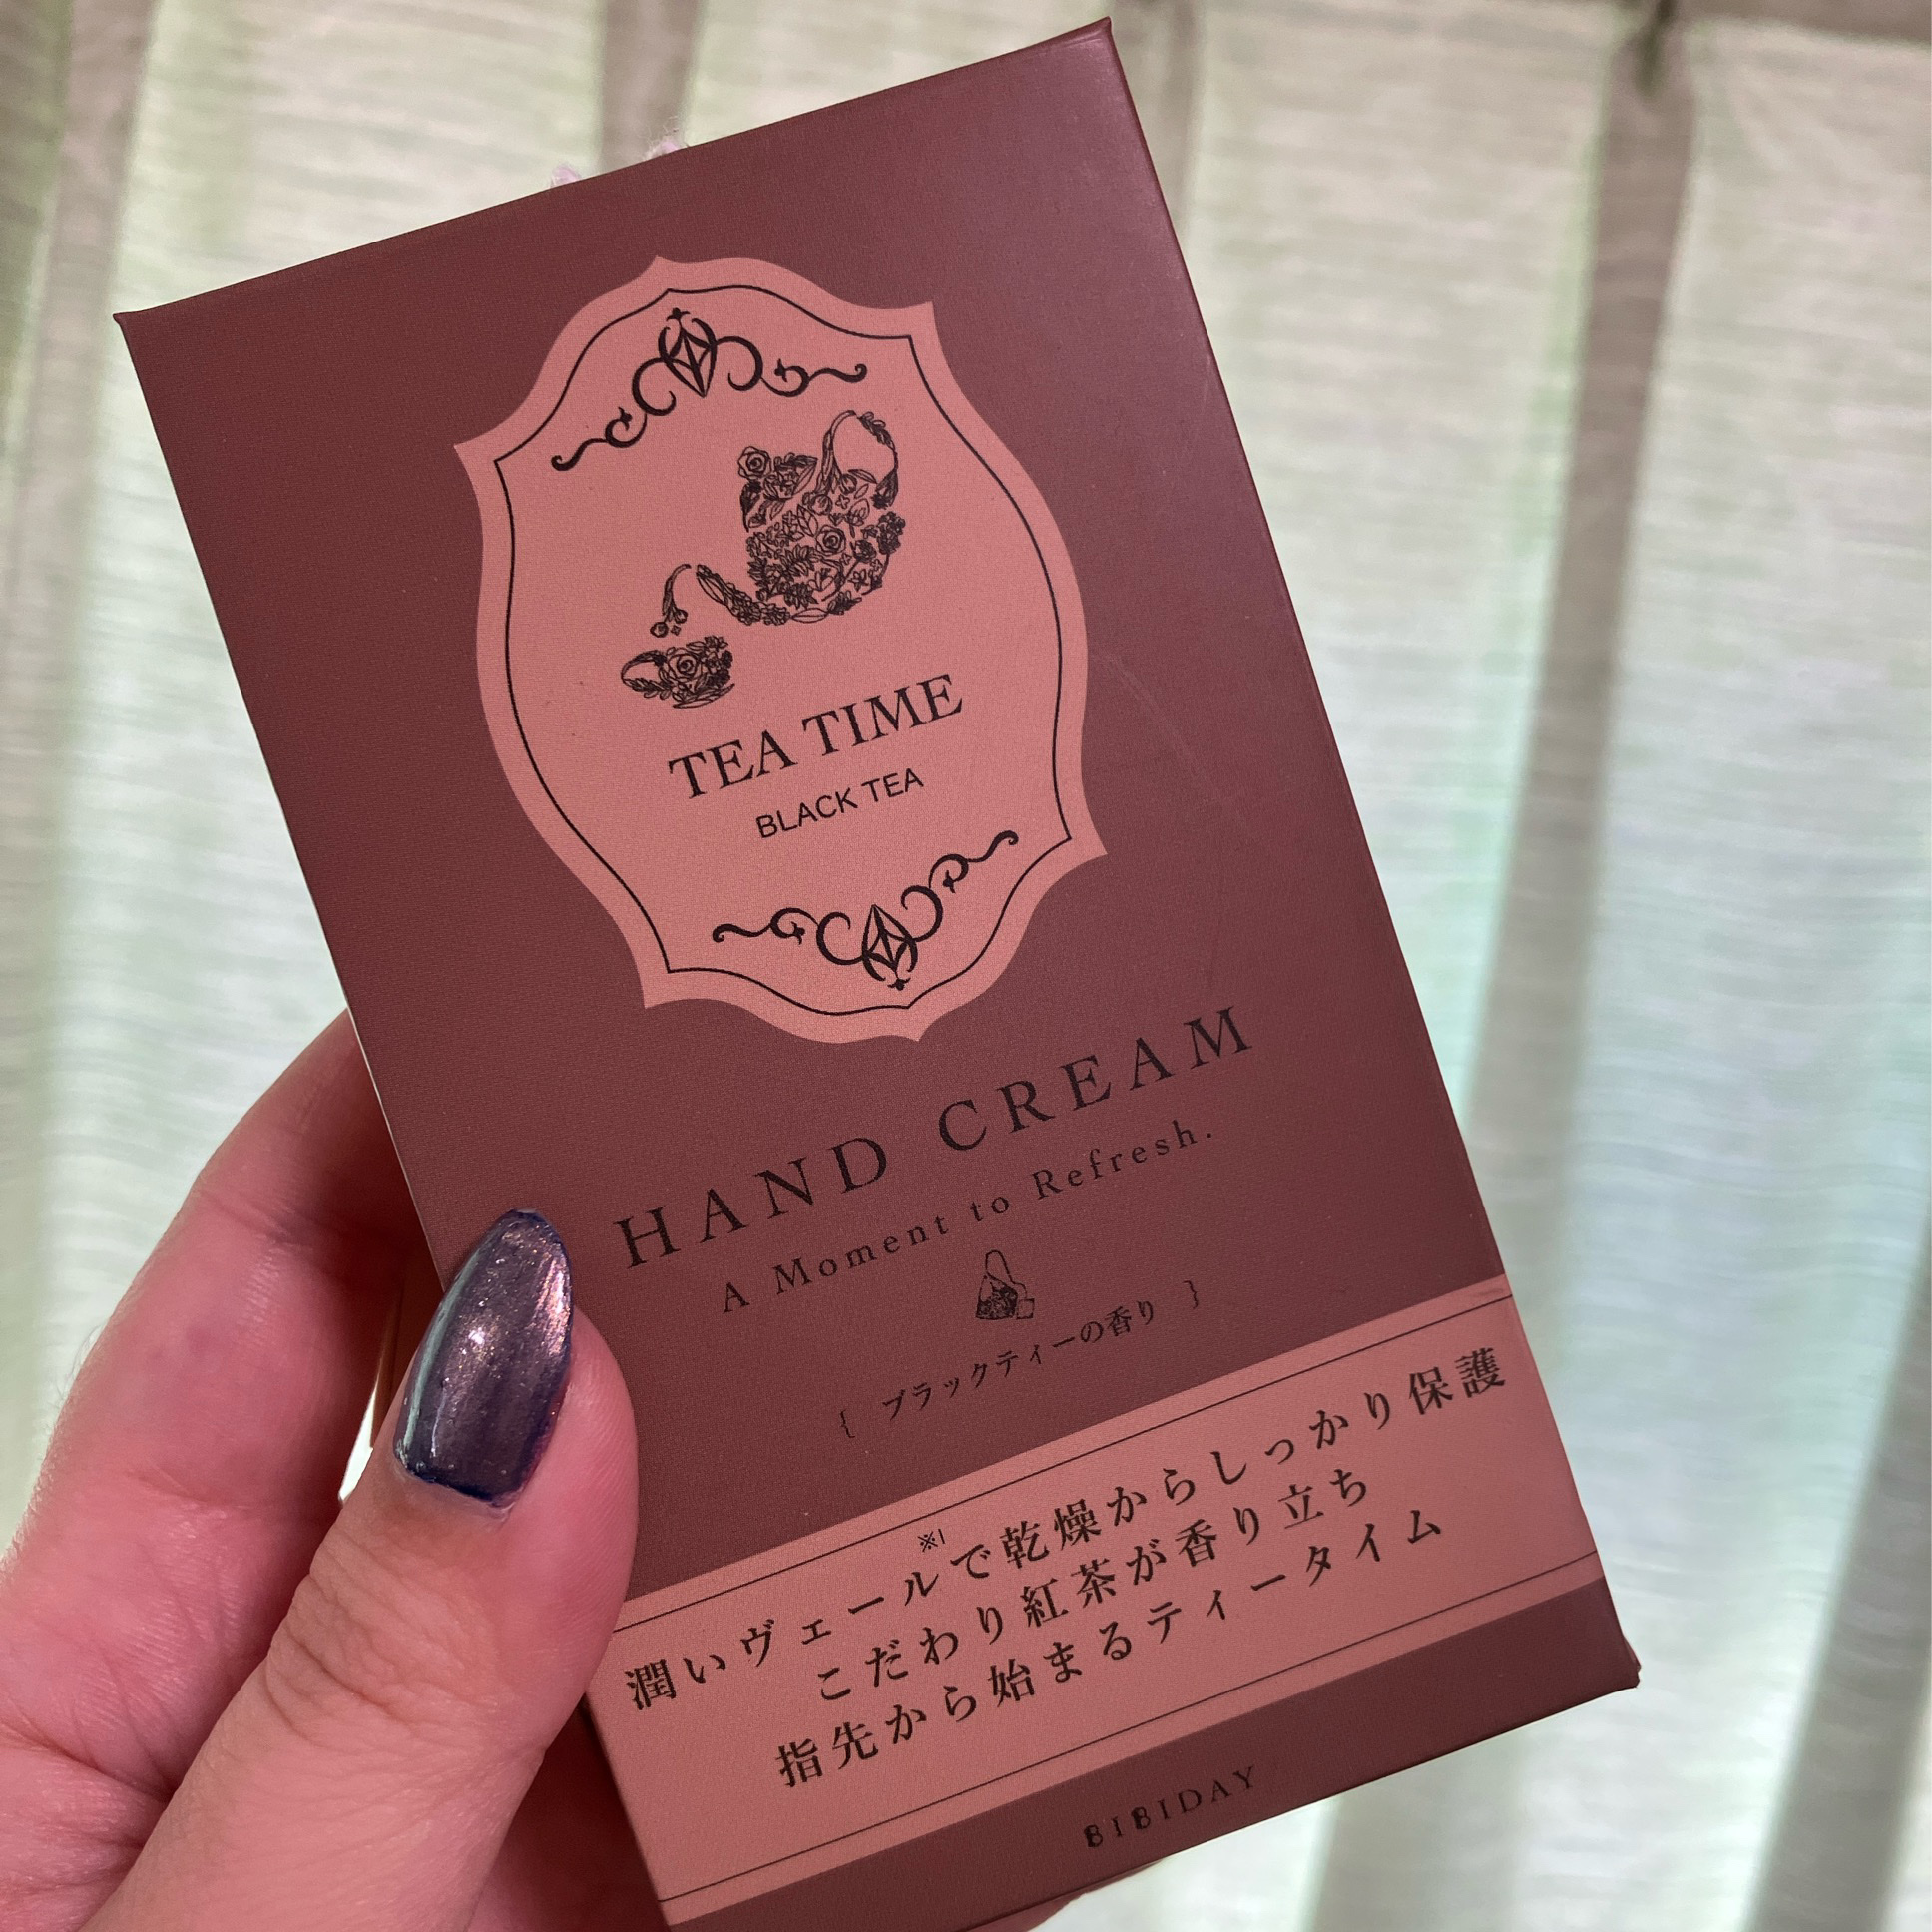 TEA TIME
BLACK TEA
HAND CREAM
A Moment to Refresh.
{ ブラックティーの香り }
潤いヴェール※1で乾燥からしっかり保護
こだわり紅茶が香り立ち
指先から始まるティータイム
BIBIDAY